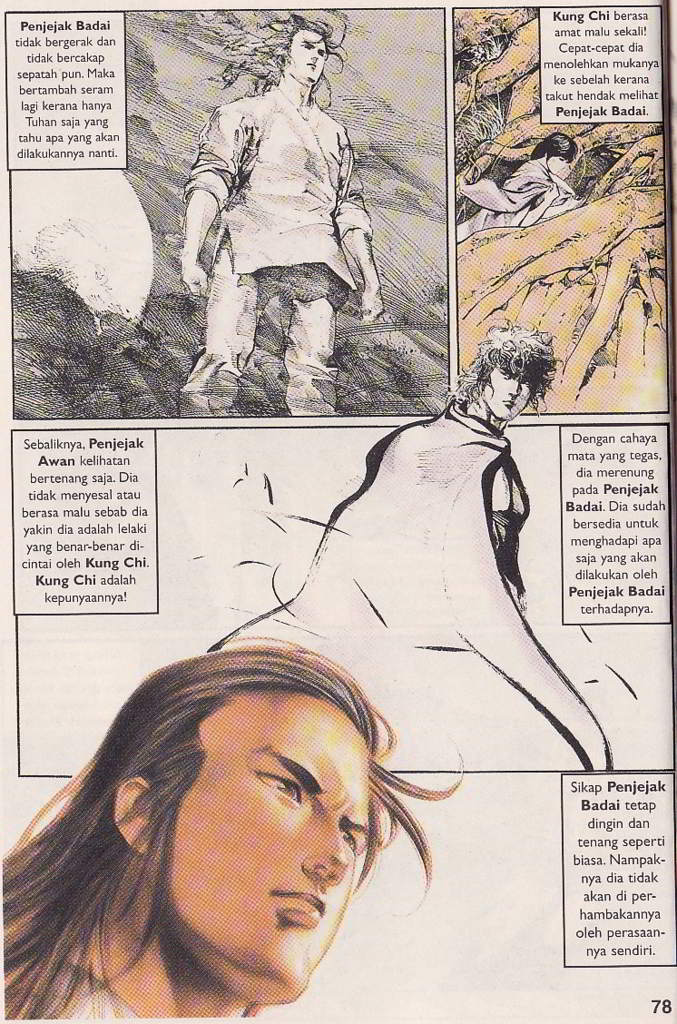 Penjejak Badai
tidak bergerak dan
tidak bercakap
sepatah pun. Maka
bertambah seram
lagi kerana hanya
Tuhan saja yang
tahu apa yang akan
dilakukannya nanti.
Kung Chi berasa
amat malu sekali!
Cepat-cepat dia
menolehkan mukanya
ke sebelah kerana
takut hendak melihat
Penjejak Badai.
Sebaliknya, Penjejak
Awan kelihatan
bertenang saja. Dia
tidak menyesal atau
berasa malu sebab dia
yakin dia adalah lelaki
yang benar-benar di-
cintai oleh Kung Chi.
Kung Chi adalah
kepunyaannya!
Dengan cahaya
mata yang tegas,
dia merenung
pada Penjejak
Badai. Dia sudah
bersedia untuk
menghadapi apa
saja yang akan
dilakukan oleh
Penjejak Badai
terhadapnya.
Sikap Penjejak
Badai tetap
dingin dan
tenang seperti
biasa. Nampak-
nya dia tidak
akan di per-
hambakannya
oleh perasaan-
nya sendiri.
78